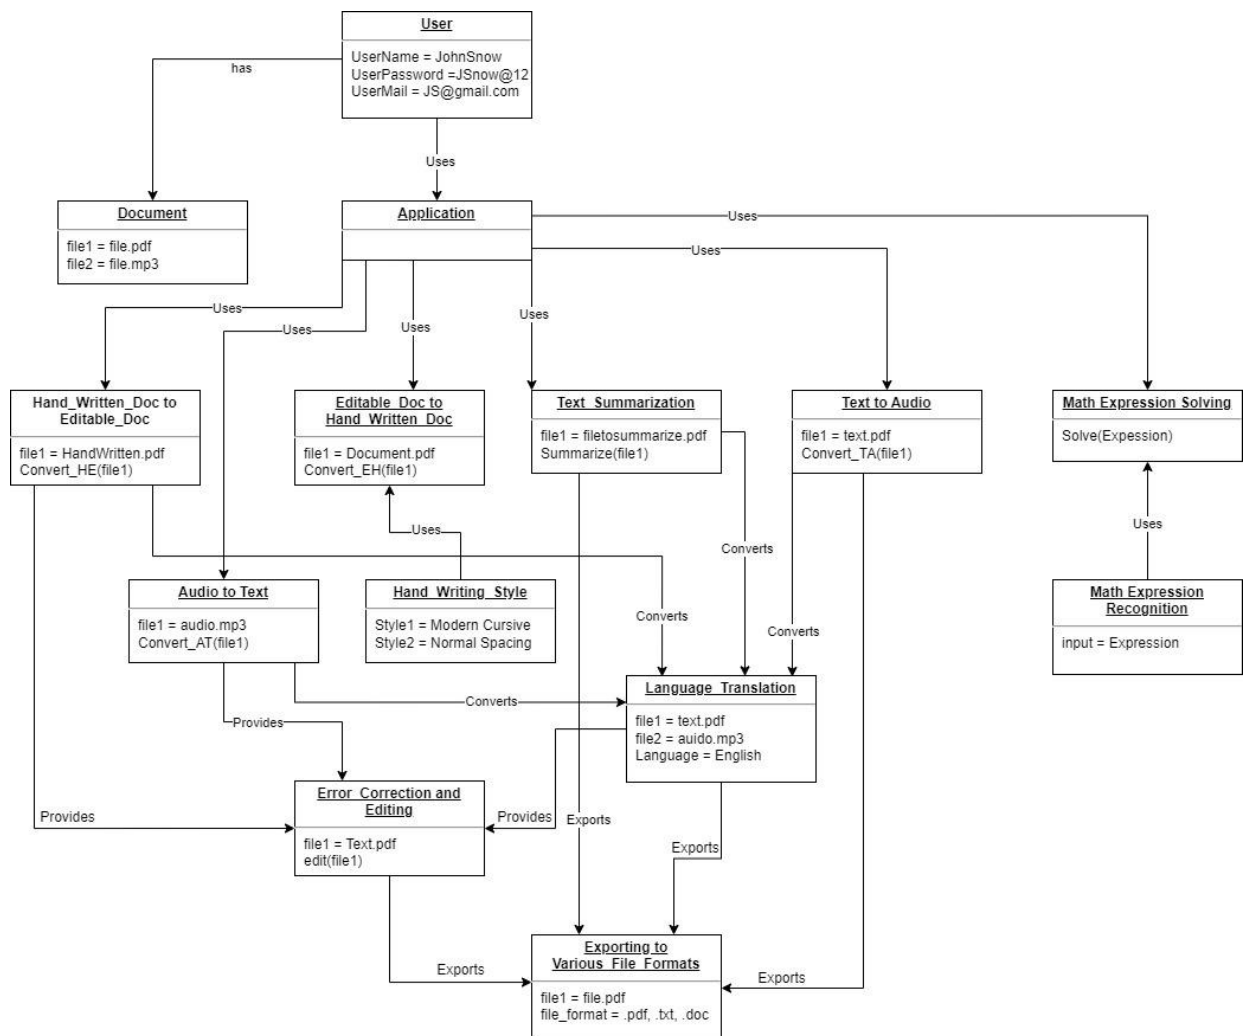 User
UserName = JohnSnow
UserPassword =JSnow@12
UserMail = JS@gmail.com
has
Uses
Document
file1 = file.pdf
file2 = file.mp3
Application
Uses
Uses
Uses
Uses
Uses
Uses
Uses
Hand_Written_Doc to
Editable_Doc
file1 = HandWritten.pdf
Convert_HE(file1)
Editable_Doc to
Hand_Written_Doc
file1 = Document.pdf
Convert_EH(file1)
Text_Summarization
file1 = filetosummarize.pdf
Summarize(file1)
Text to Audio
file1 = text.pdf
Convert_TA(file1)
Math Expression Solving
Solve(Expession)
Uses
Converts
Audio to Text
file1 = audio.mp3
Convert_AT(file1)
Hand_Writing_Style
Style1 = Modern Cursive
Style2 = Normal Spacing
Converts
Converts
Math Expression
Recognition
input = Expression
Converts
Language_Translation
file1 = text.pdf
file2 = auido.mp3
Language = English
Provides
Error_Correction and
Editing
file1 = Text.pdf
edit(file1)
Provides
Provides
Exports
Exports
Exporting to
Various_File_Formats
file1 = file.pdf
file_format = .pdf, .txt, .doc
Exports
Exports